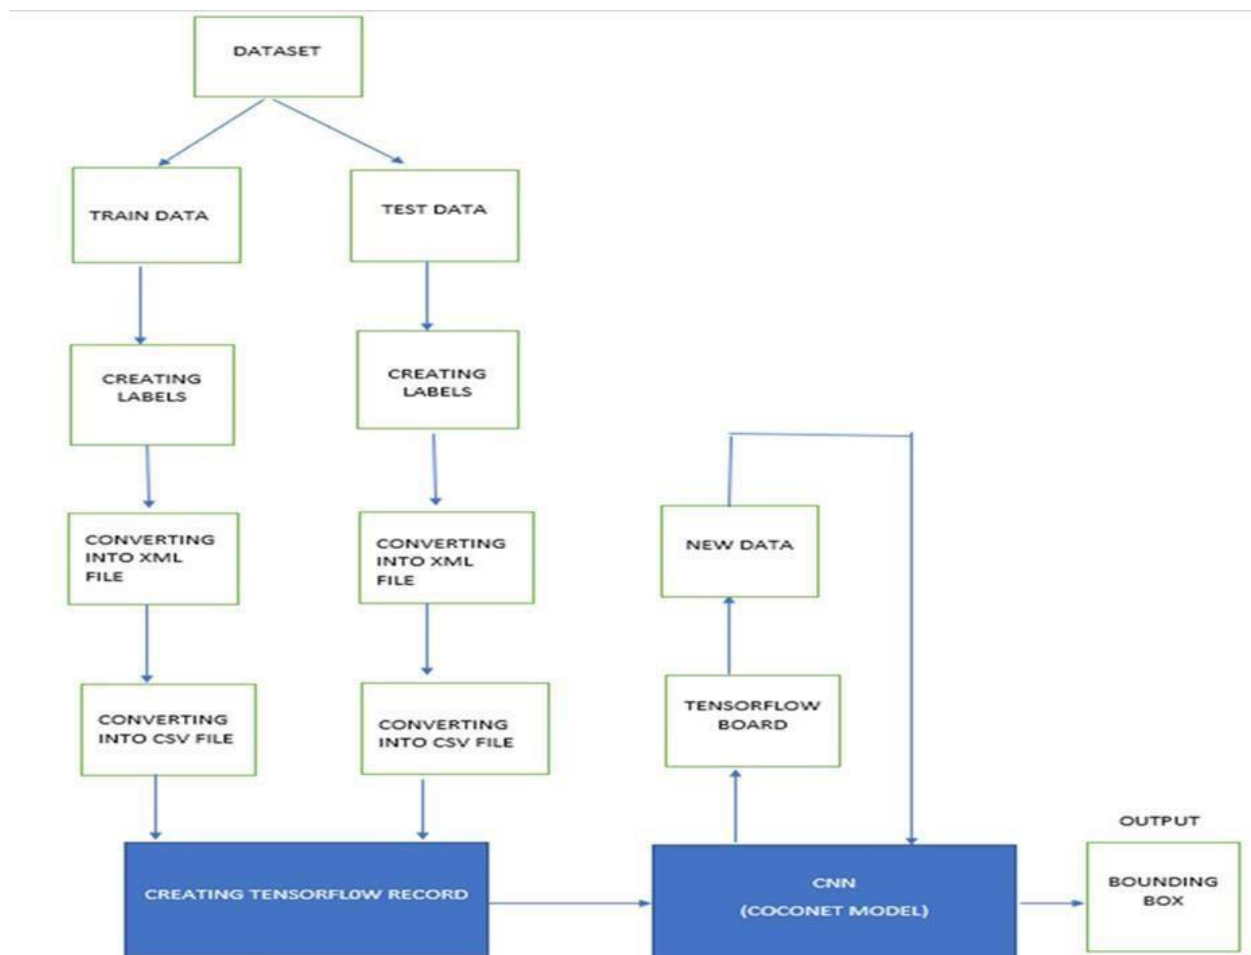 DATASET
TRAIN DATA
TEST DATA
CREATING
LABELS
CREATING
LABELS
CONVERTING
INTO XML
FILE
CONVERTING
INTO XML
FILE
NEW DATA
CONVERTING
INTO CSV FILE
CONVERTING
INTO CSV FILE
TENSORFLOW
BOARD
CREATING TENSORFLOW RECORD
CNN
(COCONET MODEL)
OUTPUT
BOUNDING
BOX